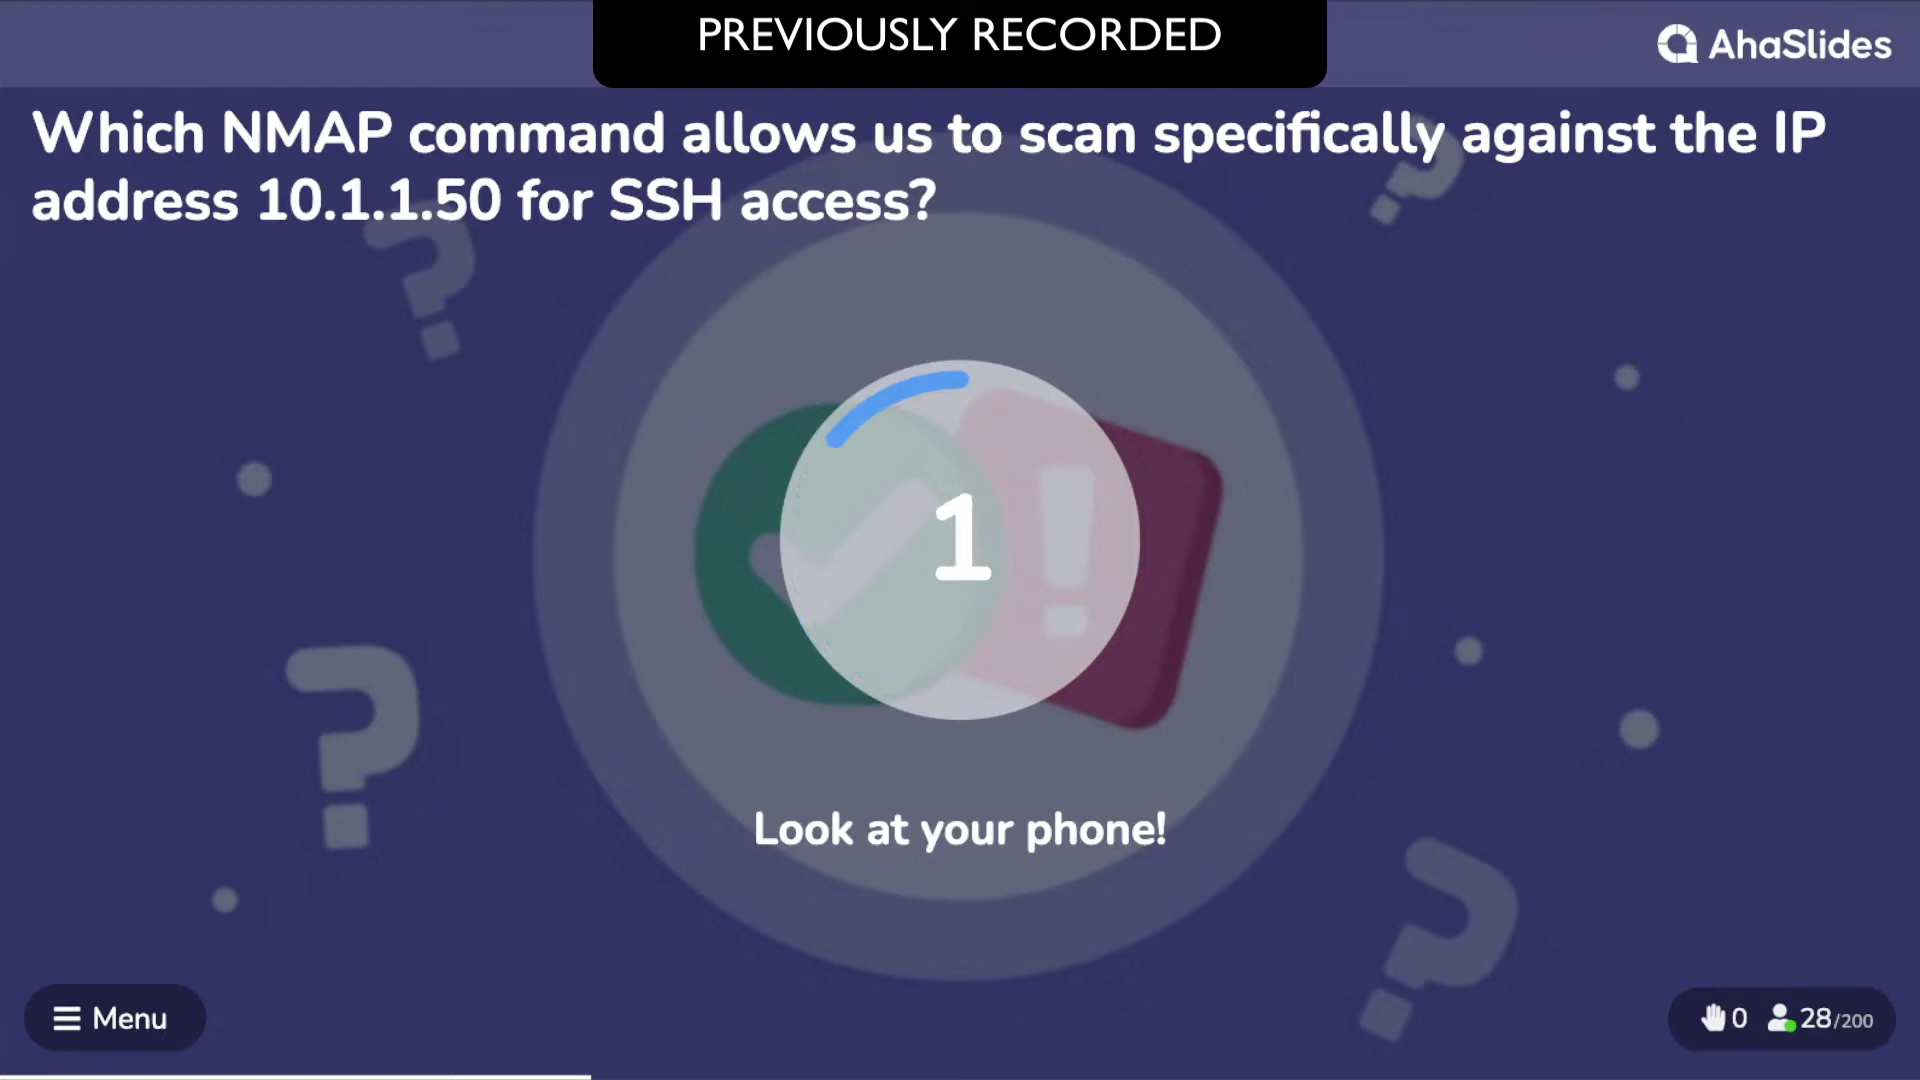 PREVIOUSLY RECORDED
AhaSlides
Which NMAP command allows us to scan specifically against the IP
address 10.1.1.50 for SSH access?
1
Look at your phone!
Menu
0 28/200